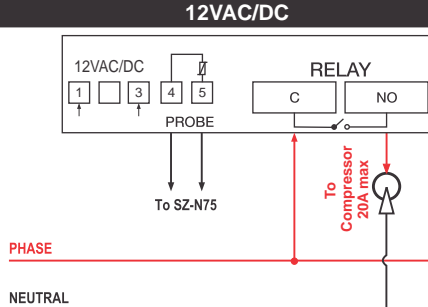 12VAC/DC
12VAC/DC
RELAY
1
3
4
5
C
NO
PROBE
To SZ-N75
To
Compressor
20A max
PHASE
NEUTRAL